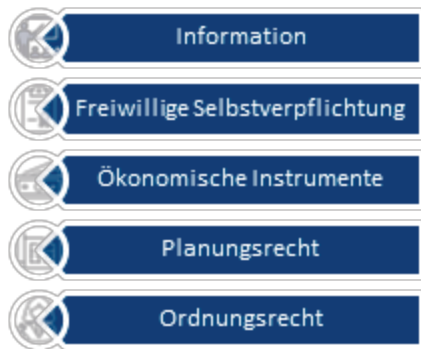 Information
Freiwillige Selbstverpflichtung
Ökonomische Instrumente
Planungsrecht
Ordnungsrecht